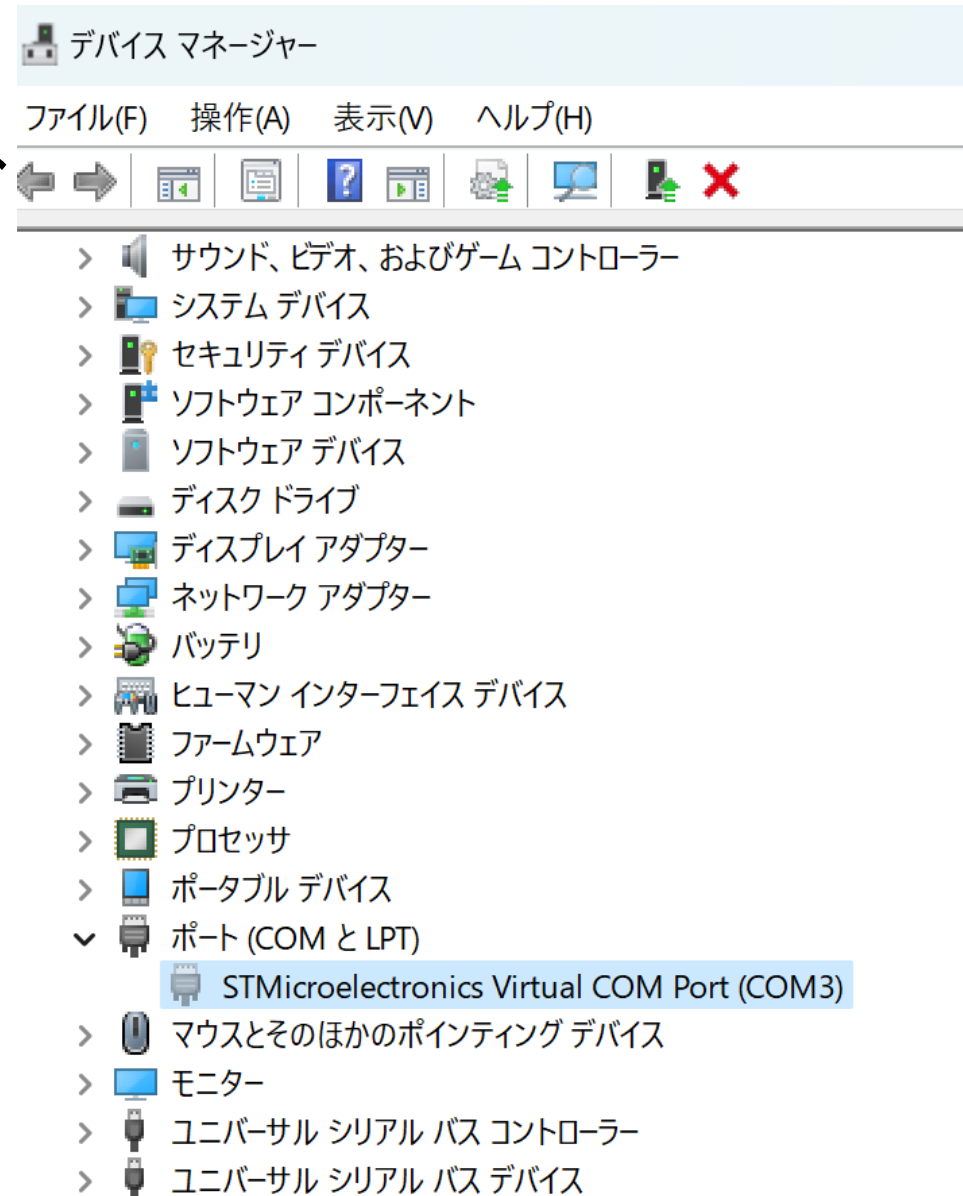 デバイス マネージャー
ファイル(F) 操作(A) 表示(V) ヘルプ(H)
サウンド、ビデオ、およびゲーム コントローラー
システム デバイス
セキュリティ デバイス
ソフトウェア コンポーネント
ソフトウェア デバイス
ディスク ドライブ
ディスプレイ アダプター
ネットワーク アダプター
バッテリ
ヒューマン インターフェイス デバイス
ファームウェア
プリンター
プロセッサ
ポータブル デバイス
ポート (COM と LPT)
STMicroelectronics Virtual COM Port (COM3)
マウスとそのほかのポインティング デバイス
モニター
ユニバーサル シリアル バス コントローラー
ユニバーサル シリアル バス デバイス